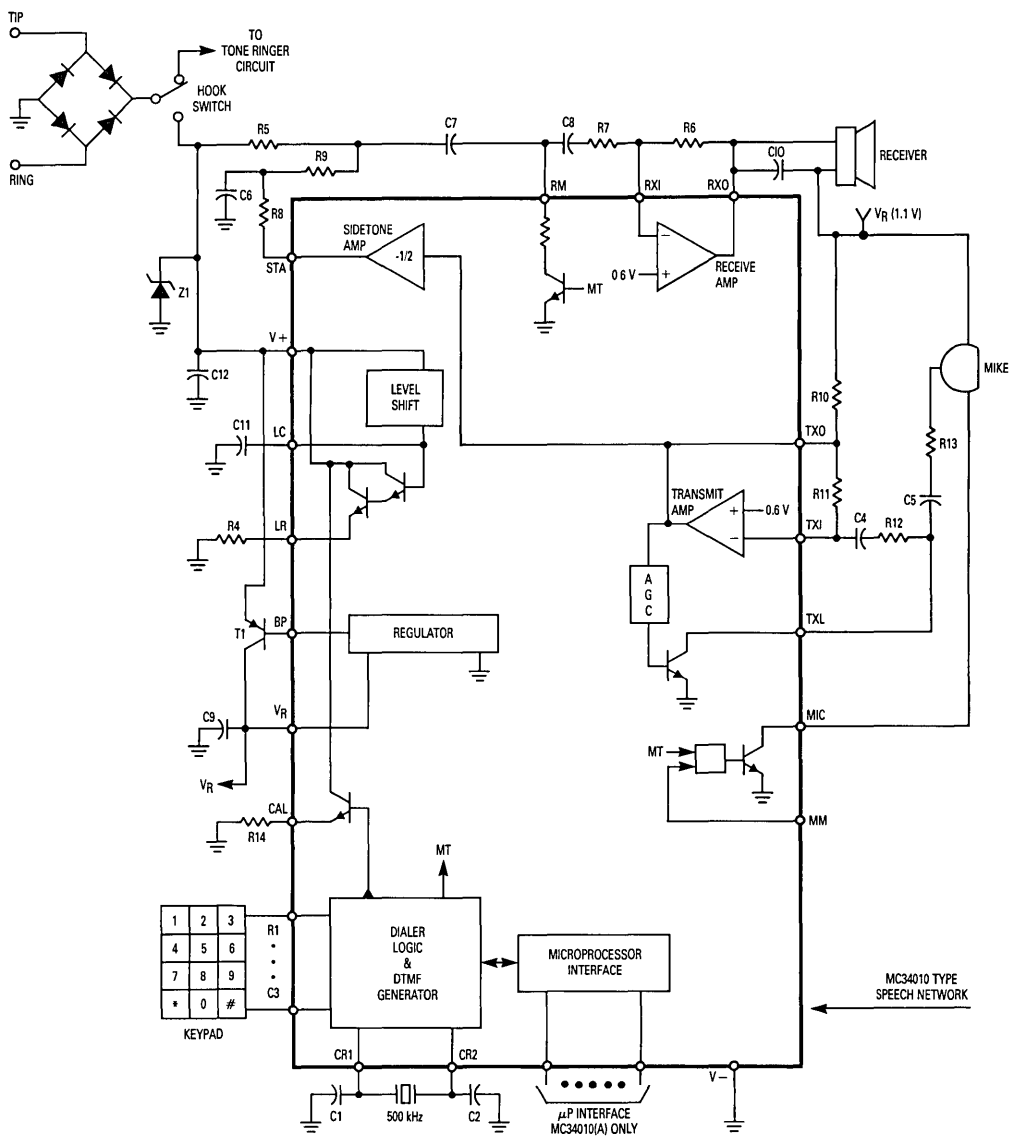 TIP
TO
TONE RINGER
CIRCUIT
HOOK
SWITCH
RING
R5
C7
C8
R7
R6
RECEIVER
R9
C10
C6
R8
RM
RXI
RXO
VR (1.1 V)
SIDETONE
AMP
-1/2
STA
0 6 V
RECEIVE
AMP
MT
Z1
V+
C12
LEVEL
SHIFT
MIKE
R10
C11
LC
TXO
R13
R11
C5
TRANSMIT
AMP
0.6 V
R4
LR
TXI
C4
R12
A
G
C
T1
BP
REGULATOR
TXL
C9
VR
MIC
MT
VR
CAL
R14
MM
MT
1 2 3
4 5 6
7 8 9
* 0 #
KEYPAD
R1
C3
DIALER
LOGIC
&
DTMF
GENERATOR
MICROPROCESSOR
INTERFACE
MC34010 TYPE
SPEECH NETWORK
CR1
CR2
V−
C1
500 kHz
C2
µP INTERFACE
MC34010(A) ONLY